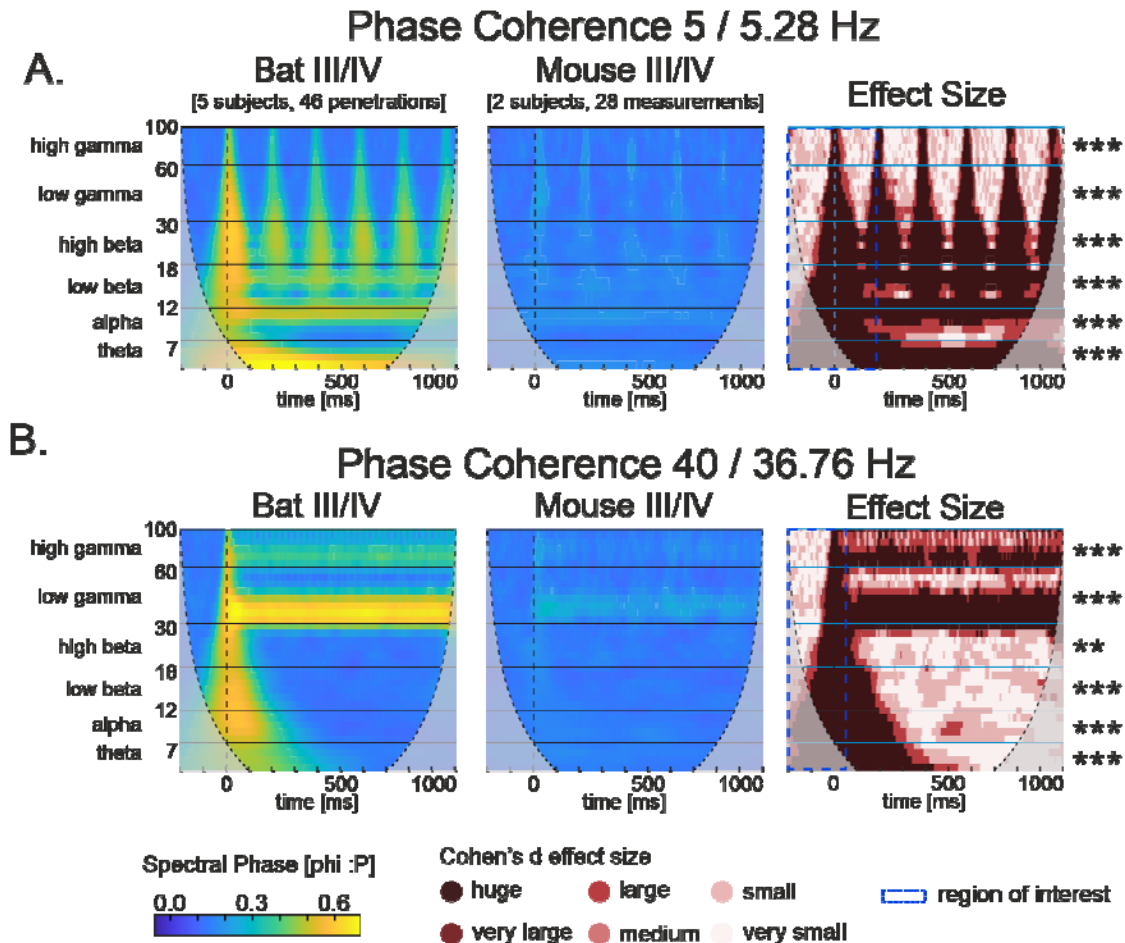 Phase Coherence 5 / 5.28 Hz
A.
Bat III/IV
[5 subjects, 46 penetrations[
Mouse III/IV
[2 subjects, 28 measurements]
Effect Size
100
high gamma
60
low gamma
30
high beta
18
low beta
12
alpha
7
theta
***
***
***
***
***
***
0 500 1000
time [ms]
0 500 1000
time [ms]
0 500 1000
time [ms]
B.
Phase Coherence 40 / 36.76 Hz
Bat III/IV
Mouse III/IV
Effect Size
100
high gamma
60
low gamma
30
high beta
18
low beta
12
alpha
7
theta
***
***
**
***
***
***
0 500 1000
time [ms]
0 500 1000
time [ms]
0 500 1000
time [ms]
Spectral Phase [phi :P]
0.0 0.3 0.6
Cohen's d effect size
huge large small
very large medium very small
region of interest